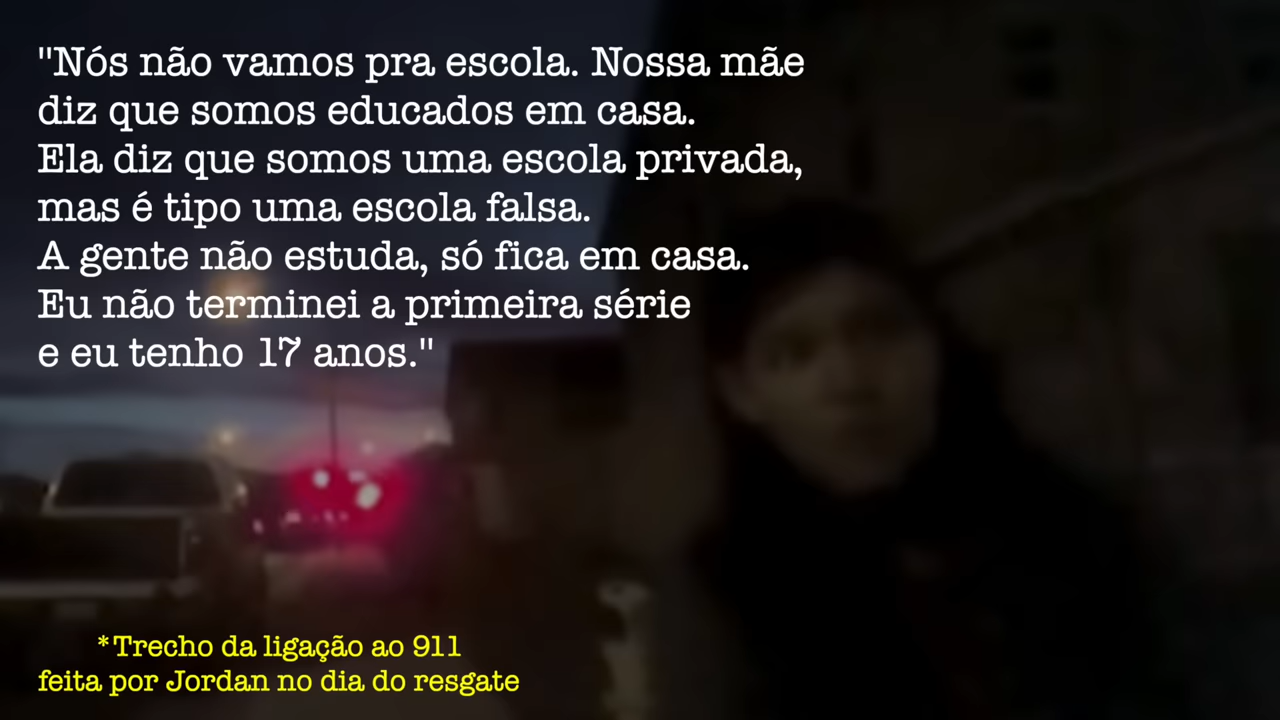 "Nós não vamos pra escola. Nossa mãe
diz que somos educados em casa.
Ela diz que somos uma escola privada,
mas é tipo uma escola falsa.
A gente não estuda, só fica em casa.
Eu não terminei a primeira série
e eu tenho 17 anos."
*Trecho da ligação ao 911
feita por Jordan no dia do resgate